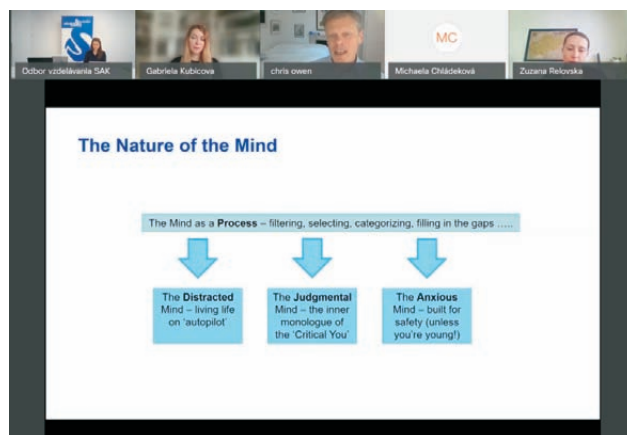 MC
Odbor vzdelávania SAK
Gabriela Kubicova
chris owen
Michaela Chládeková
Zuzana Relovska
The Nature of the Mind
The Mind as a Process – filtering, selecting, categorizing, filling in the gaps .....
The Distracted
Mind – living life
on 'autopilot'
The Judgmental
Mind – the inner
monologue of
the 'Critical You'
The Anxious
Mind – built for
safety (unless
you're young!)